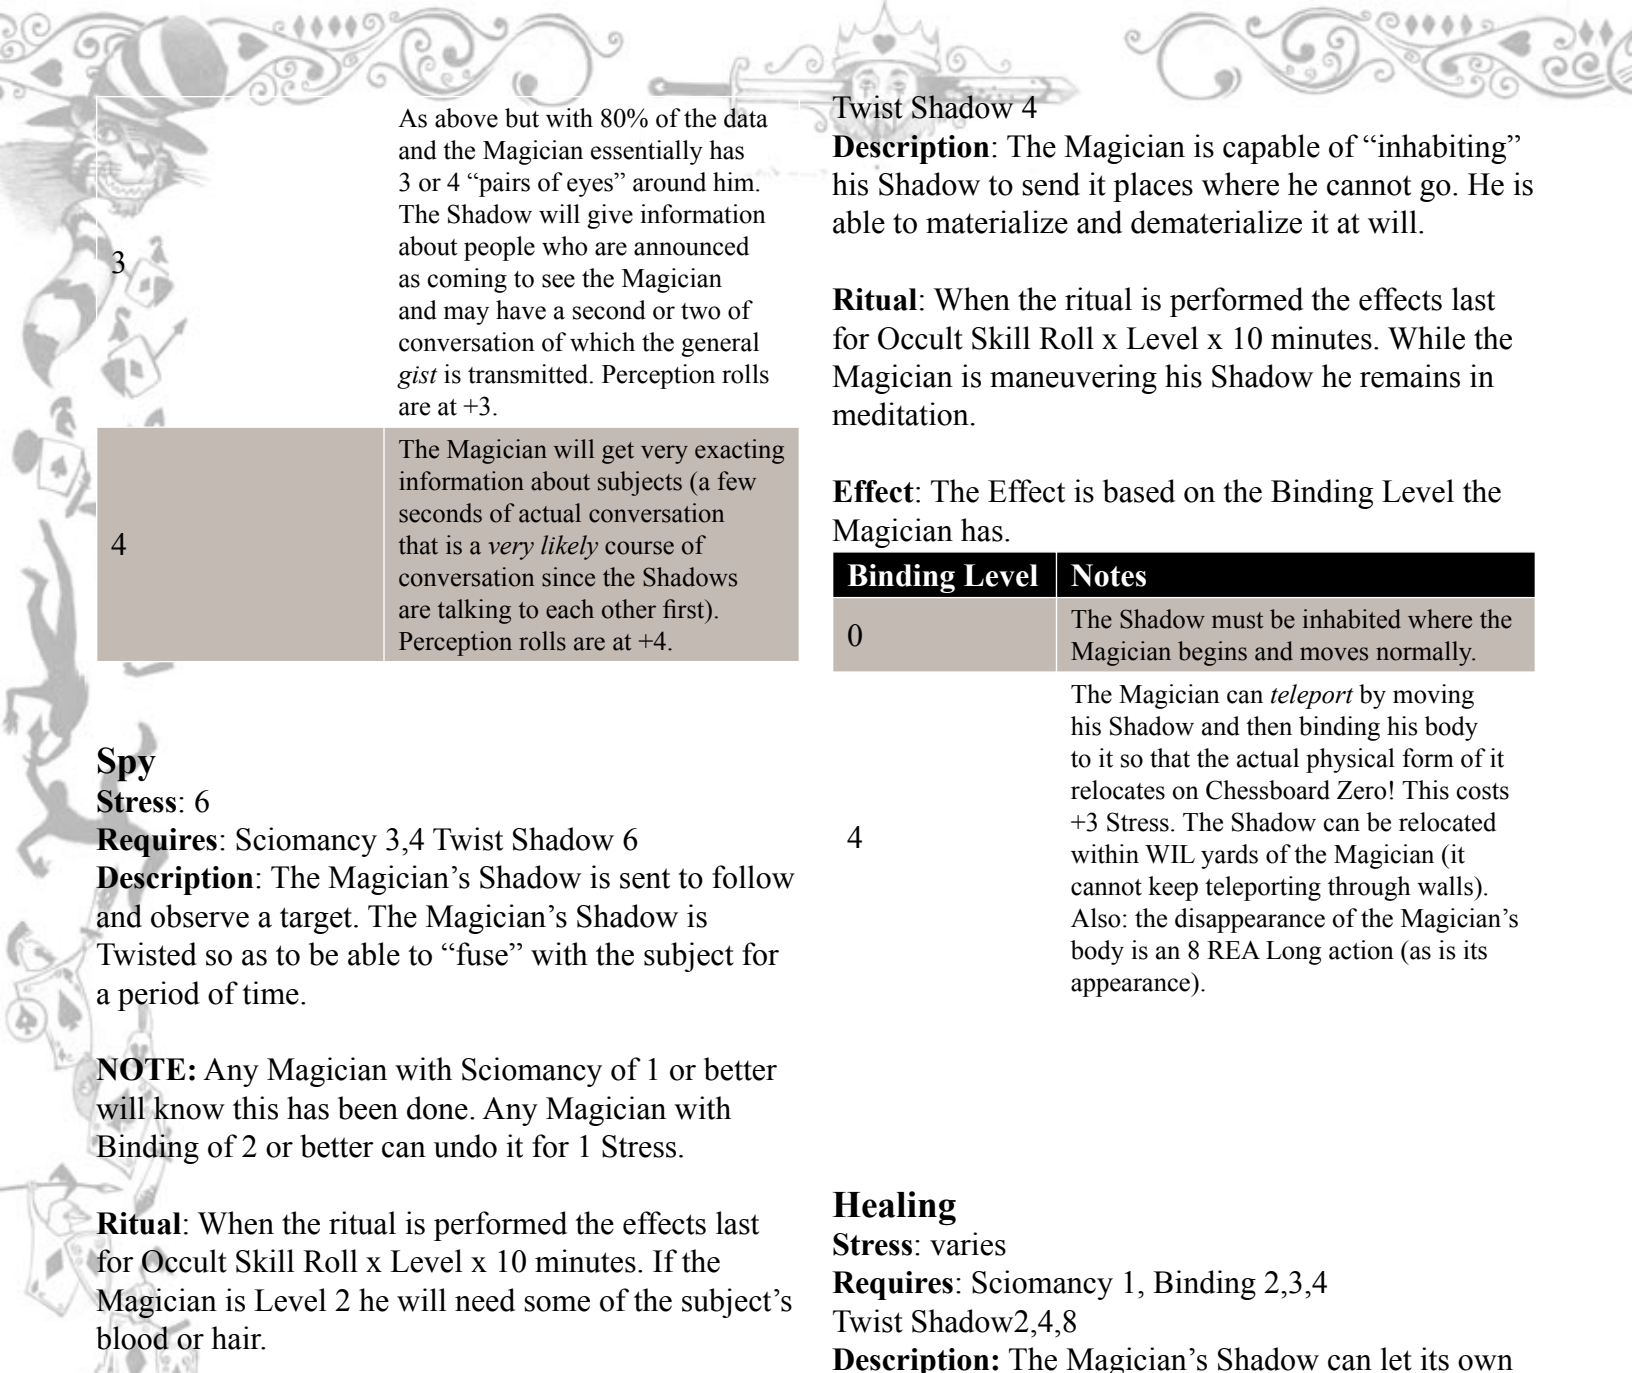 3
As above but with 80% of the data
and the Magician essentially has
3 or 4 “pairs of eyes” around him.
The Shadow will give information
about people who are announced
as coming to see the Magician
and may have a second or two of
conversation of which the general
gist is transmitted. Perception rolls
are at +3.
4
The Magician will get very exacting
information about subjects (a few
seconds of actual conversation
that is a very likely course of
conversation since the Shadows
are talking to each other first).
Perception rolls are at +4.
Spy
Stress: 6
Requires: Sciomancy 3,4 Twist Shadow 6
Description: The Magician’s Shadow is sent to follow
and observe a target. The Magician’s Shadow is
Twisted so as to be able to “fuse” with the subject for
a period of time.
NOTE: Any Magician with Sciomancy of 1 or better
will know this has been done. Any Magician with
Binding of 2 or better can undo it for 1 Stress.
Ritual: When the ritual is performed the effects last
for Occult Skill Roll x Level x 10 minutes. If the
Magician is Level 2 he will need some of the subject’s
blood or hair.
Twist Shadow 4
Description: The Magician is capable of “inhabiting”
his Shadow to send it places where he cannot go. He is
able to materialize and dematerialize it at will.
Ritual: When the ritual is performed the effects last
for Occult Skill Roll x Level x 10 minutes. While the
Magician is maneuvering his Shadow he remains in
meditation.
Effect: The Effect is based on the Binding Level the
Magician has.
Binding Level Notes
0
The Shadow must be inhabited where the
Magician begins and moves normally.
4
The Magician can teleport by moving
his Shadow and then binding his body
to it so that the actual physical form of it
relocates on Chessboard Zero! This costs
+3 Stress. The Shadow can be relocated
within WIL yards of the Magician (it
cannot keep teleporting through walls).
Also: the disappearance of the Magician’s
body is an 8 REA Long action (as is its
appearance).
Healing
Stress: varies
Requires: Sciomancy 1, Binding 2,3,4
Twist Shadow2,4,8
Description: The Magician’s Shadow can let its own